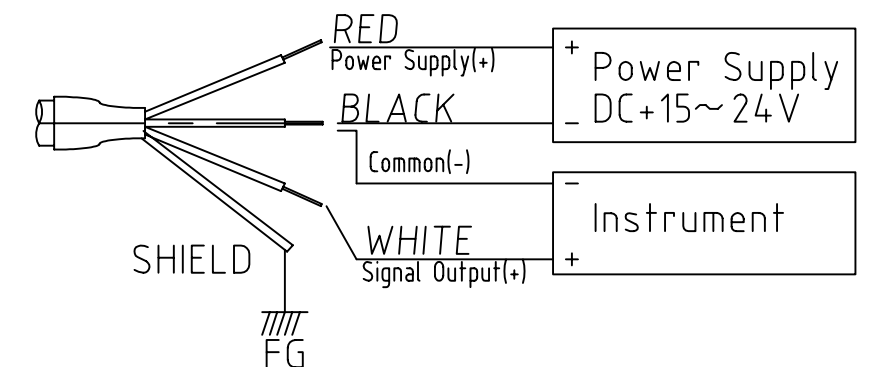 RED
Power Supply(+)
+
Power Supply
BLACK
−
DC+15～24V
Common(-)
−
Instrument
WHITE
+
SHIELD
Signal Output(+)
FG